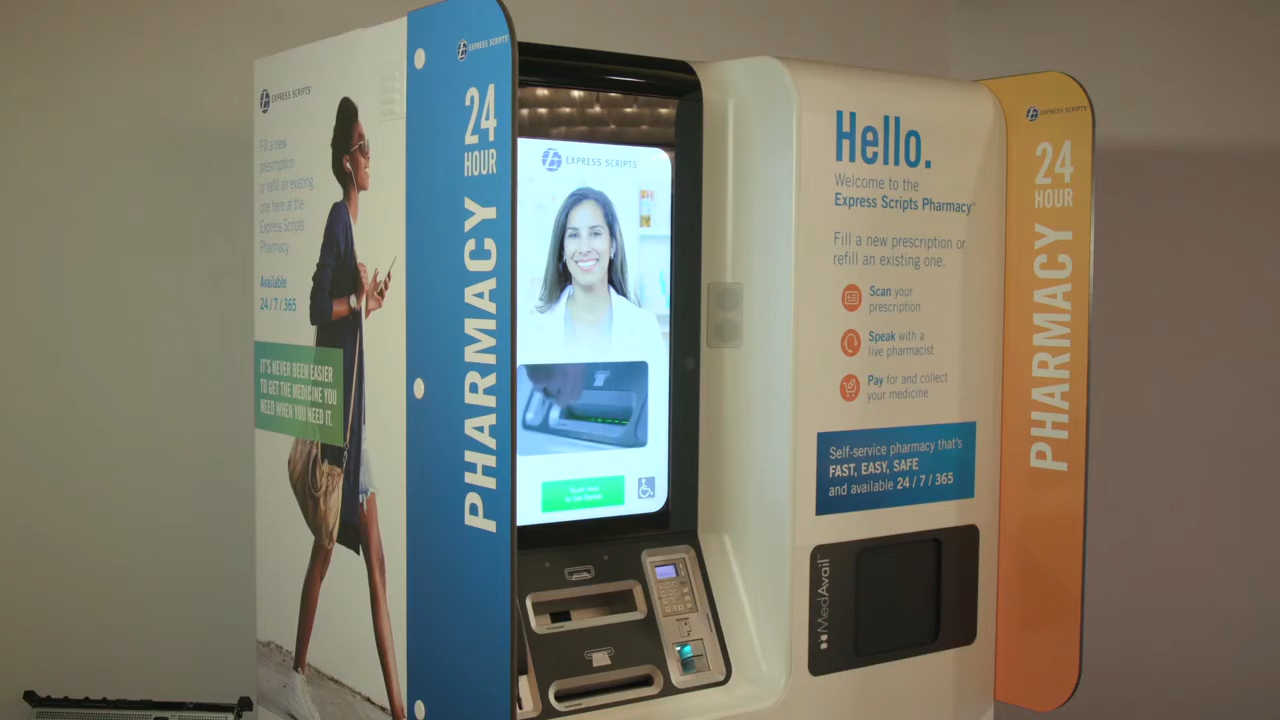 EXPRESS SCRIPTS
Fill a new
prescription
or refill an existing
one here at the
Express Scripts
Pharmacy
Available
24 / 7 / 365
IT'S NEVER BEEN EASIER
TO GET THE MEDICINE YOU
NEED WHEN YOU NEED IT.
EXPRESS SCRIPTS
24
HOUR
PHARMACY
EXPRESS SCRIPTS
Hello.
Welcome to the
Express Scripts Pharmacy
Fill a new prescription or
refill an existing one.
Scan your
prescription
Speak with a
live pharmacist
Pay for and collect
your medicine
Self-service pharmacy that's
FAST, EASY, SAFE
and available 24 / 7 / 365
MedAvail
EXPRESS SCRIPTS
24
HOUR
PHARMACY